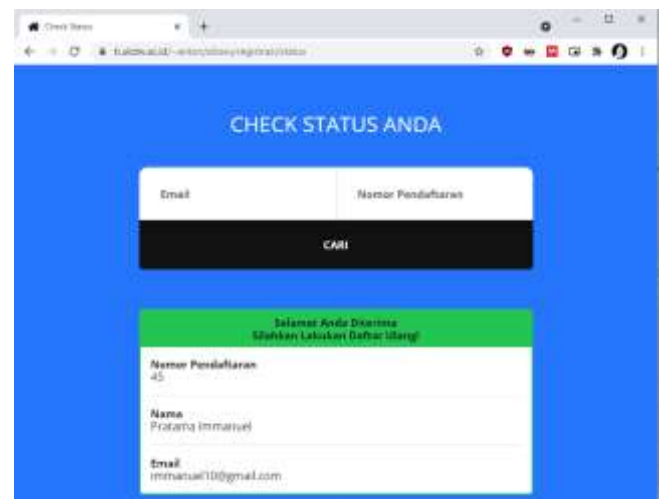 Check Status
CHECK STATUS ANDA
Email
Nomor Pendaftaran
CARI
Selamat Anda Diterima
Silahkan Lakukan Daftar Ulang!
Nomor Pendaftaran
45
Nama
Pratama Immanuel
Email
immanuel10@gmail.com